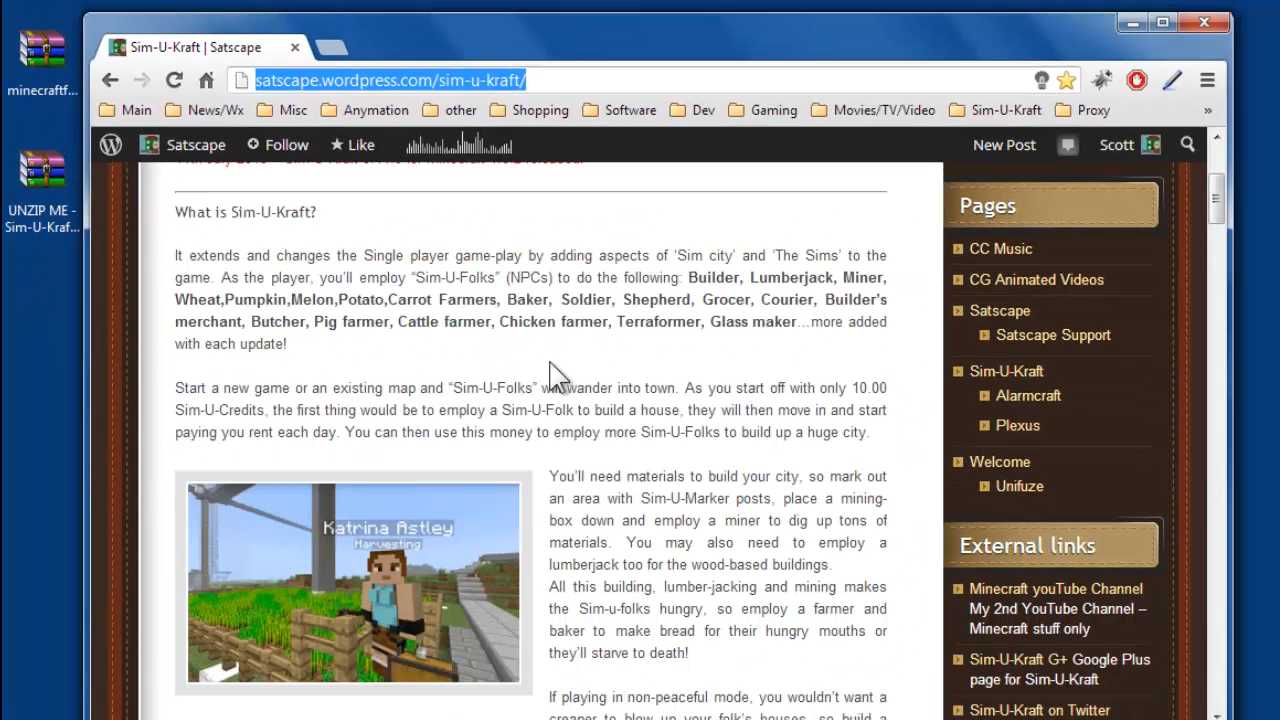 minecraftf...
UNZIP ME -
Sim-U-Kraf...
Sim-U-Kraft | Satscape
satscape.wordpress.com/sim-u-kraft/
Main News/Wx Misc Anymation other Shopping Software Dev Gaming Movies/TV/Video Sim-U-Kraft Proxy »
Satscape Follow Like New Post Scott
What is Sim-U-Kraft?
It extends and changes the Single player game-play by adding aspects of ‘Sim city’ and ‘The Sims’ to the
game. As the player, you’ll employ “Sim-U-Folks” (NPCs) to do the following: Builder, Lumberjack, Miner,
Wheat,Pumpkin,Melon,Potato,Carrot Farmers, Baker, Soldier, Shepherd, Grocer, Courier, Builder’s
merchant, Butcher, Pig farmer, Cattle farmer, Chicken farmer, Terraformer, Glass maker…more added
with each update!
Start a new game or an existing map and “Sim-U-Folks” wander into town. As you start off with only 10.00
Sim-U-Credits, the first thing would be to employ a Sim-U-Folk to build a house, they will then move in and start
paying you rent each day. You can then use this money to employ more Sim-U-Folks to build up a huge city.
Katrina Astley
Harvesting
You’ll need materials to build your city, so mark out
an area with Sim-U-Marker posts, place a mining-
box down and employ a miner to dig up tons of
materials. You may also need to employ a
lumberjack too for the wood-based buildings.
All this building, lumber-jacking and mining makes
the Sim-u-folks hungry, so employ a farmer and
baker to make bread for their hungry mouths or
they’ll starve to death!
If playing in non-peaceful mode, you wouldn’t want a
creeper to blow up your folk’s houses, so build a
Pages
CC Music
CG Animated Videos
Satscape
Satscape Support
Sim-U-Kraft
Alarmcraft
Plexus
Welcome
Unifuze
External links
Minecraft youTube Channel
My 2nd YouTube Channel –
Minecraft stuff only
Sim-U-Kraft G+ Google Plus
page for Sim-U-Kraft
Sim-U-Kraft on Twitter